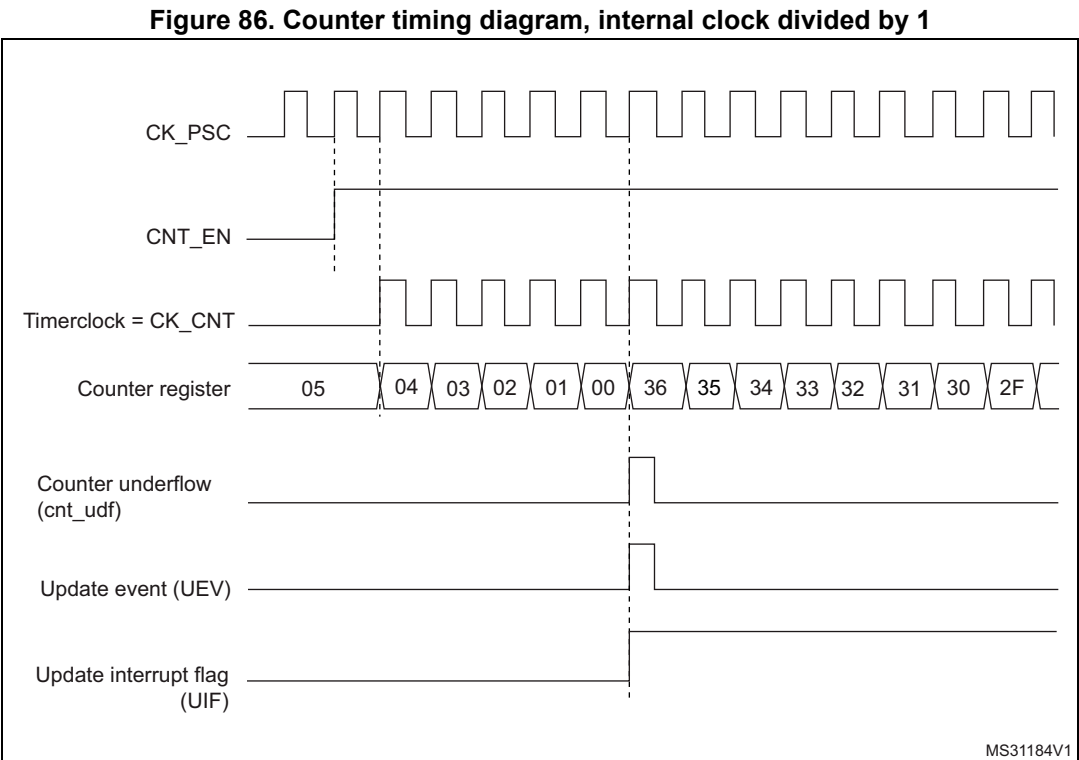 Figure 86. Counter timing diagram, internal clock divided by 1
CK_PSC
CNT_EN
Timerclock = CK_CNT
Counter register 05 04 03 02 01 00 36 35 34 33 32 31 30 2F
Counter underflow
(cnt_udf)
Update event (UEV)
Update interrupt flag
(UIF)
MS31184V1